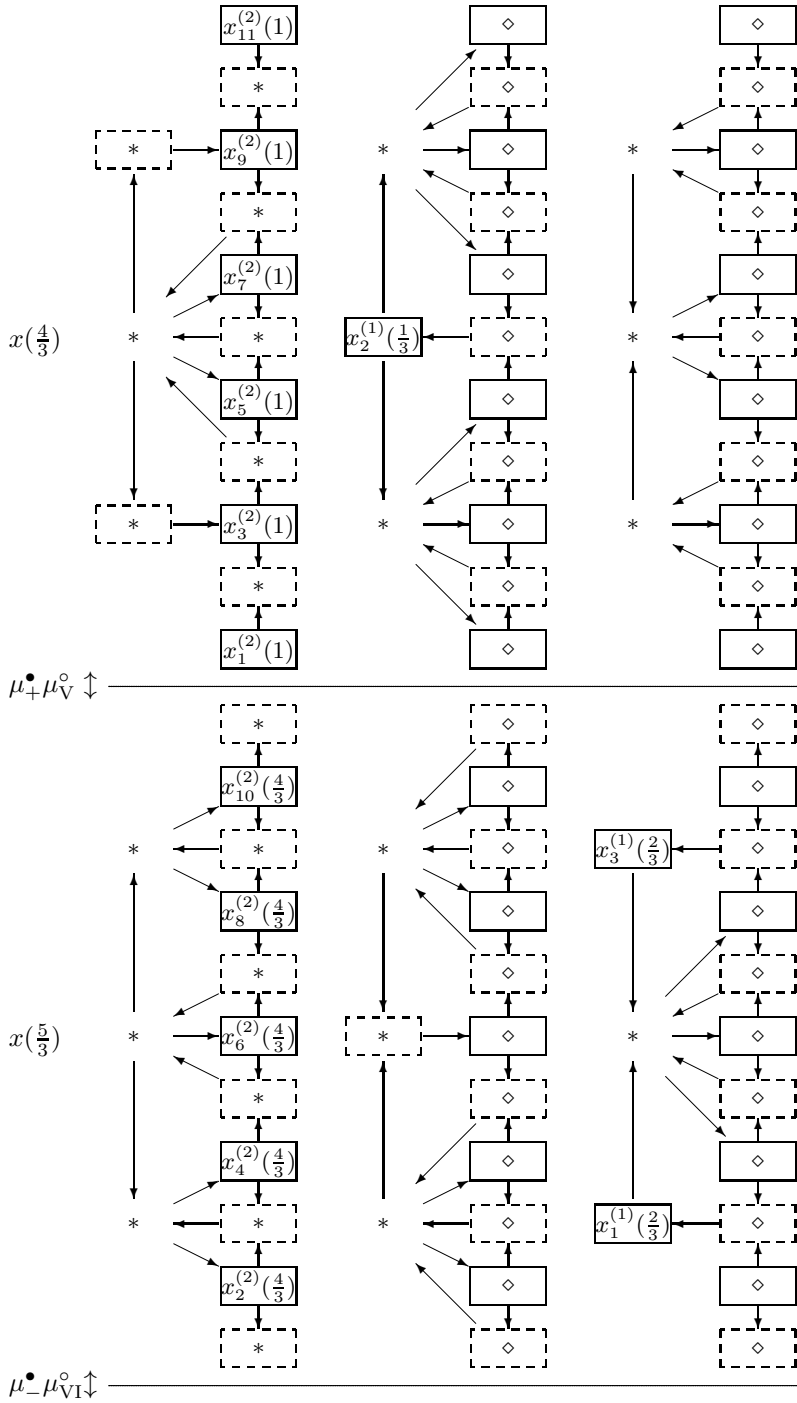 x_{11}^{(2)}(1) ⋄ ⋄
* ⋄ ⋄
* x_9^{(2)}(1) * ⋄ * ⋄
* ⋄ ⋄
x_7^{(2)}(1) ⋄ ⋄
x(4/3) * * x_2^{(1)}(1/3) ⋄ * ⋄
x_5^{(2)}(1) ⋄ ⋄
* ⋄ ⋄
* x_3^{(2)}(1) * ⋄ * ⋄
* ⋄ ⋄
x_1^{(2)}(1) ⋄ ⋄
μ_+^• μ_V^○ ↕
* ⋄ ⋄
x_{10}^{(2)}(4/3) ⋄ ⋄
* * * ⋄ x_3^{(1)}(2/3) ⋄
x_8^{(2)}(4/3) ⋄ ⋄
* ⋄ ⋄
x(5/3) * x_6^{(2)}(4/3) * ⋄ * ⋄
* ⋄ ⋄
x_4^{(2)}(4/3) ⋄ ⋄
* * * ⋄ x_1^{(1)}(2/3) ⋄
x_2^{(2)}(4/3) ⋄ ⋄
* ⋄ ⋄
μ_-^• μ_{VI}^○ ↕